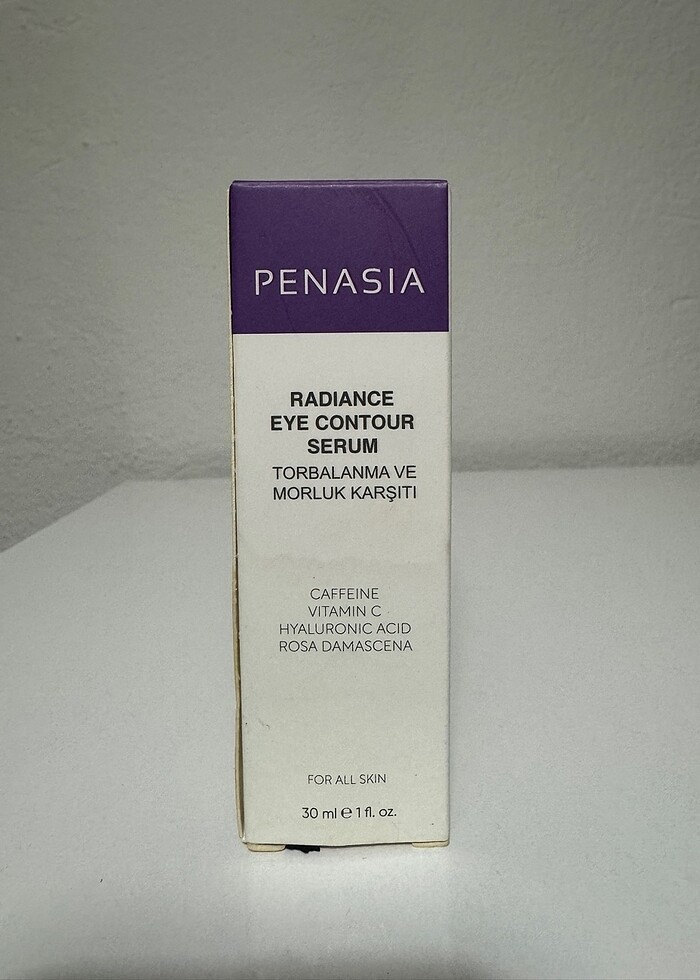 PENASIA
RADIANCE
EYE CONTOUR
SERUM
TORBALANMA VE
MORLUK KARŞITI
CAFFEINE
VITAMIN C
HYALURONIC ACID
ROSA DAMASCENA
FOR ALL SKIN
30 ml ℮ 1 fl. oz.